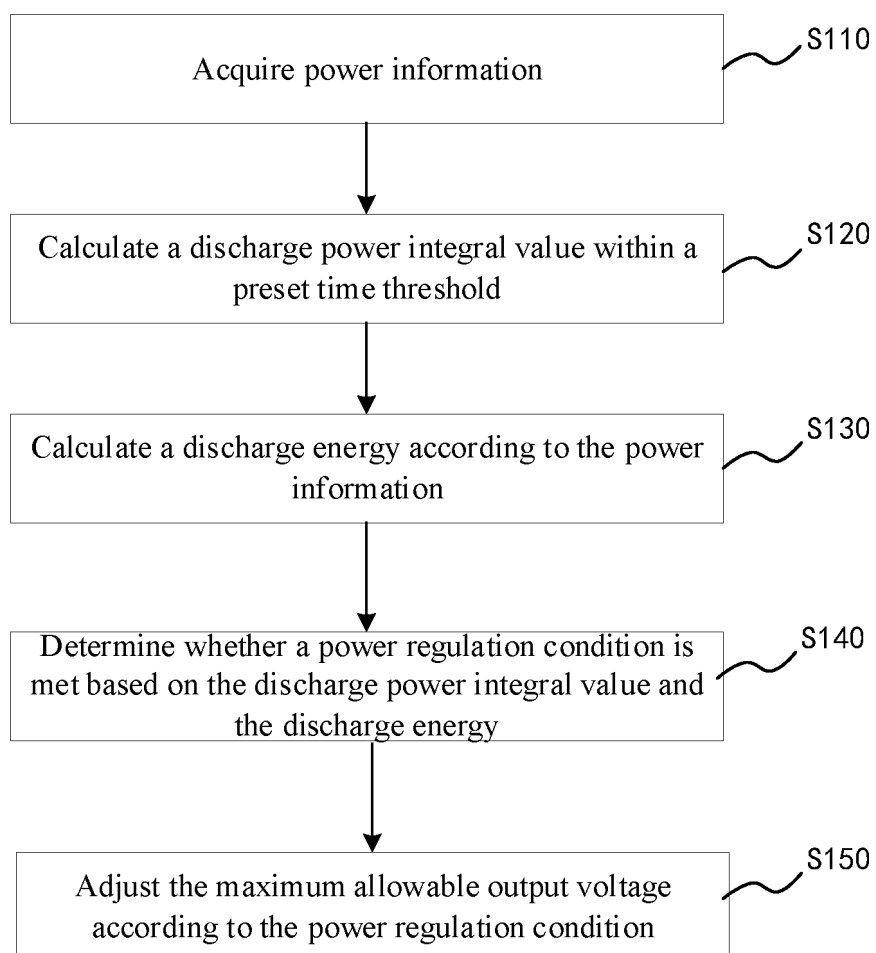 S110
Acquire power information
S120
Calculate a discharge power integral value within a
preset time threshold
S130
Calculate a discharge energy according to the power
information
S140
Determine whether a power regulation condition is
met based on the discharge power integral value and
the discharge energy
S150
Adjust the maximum allowable output voltage
according to the power regulation condition